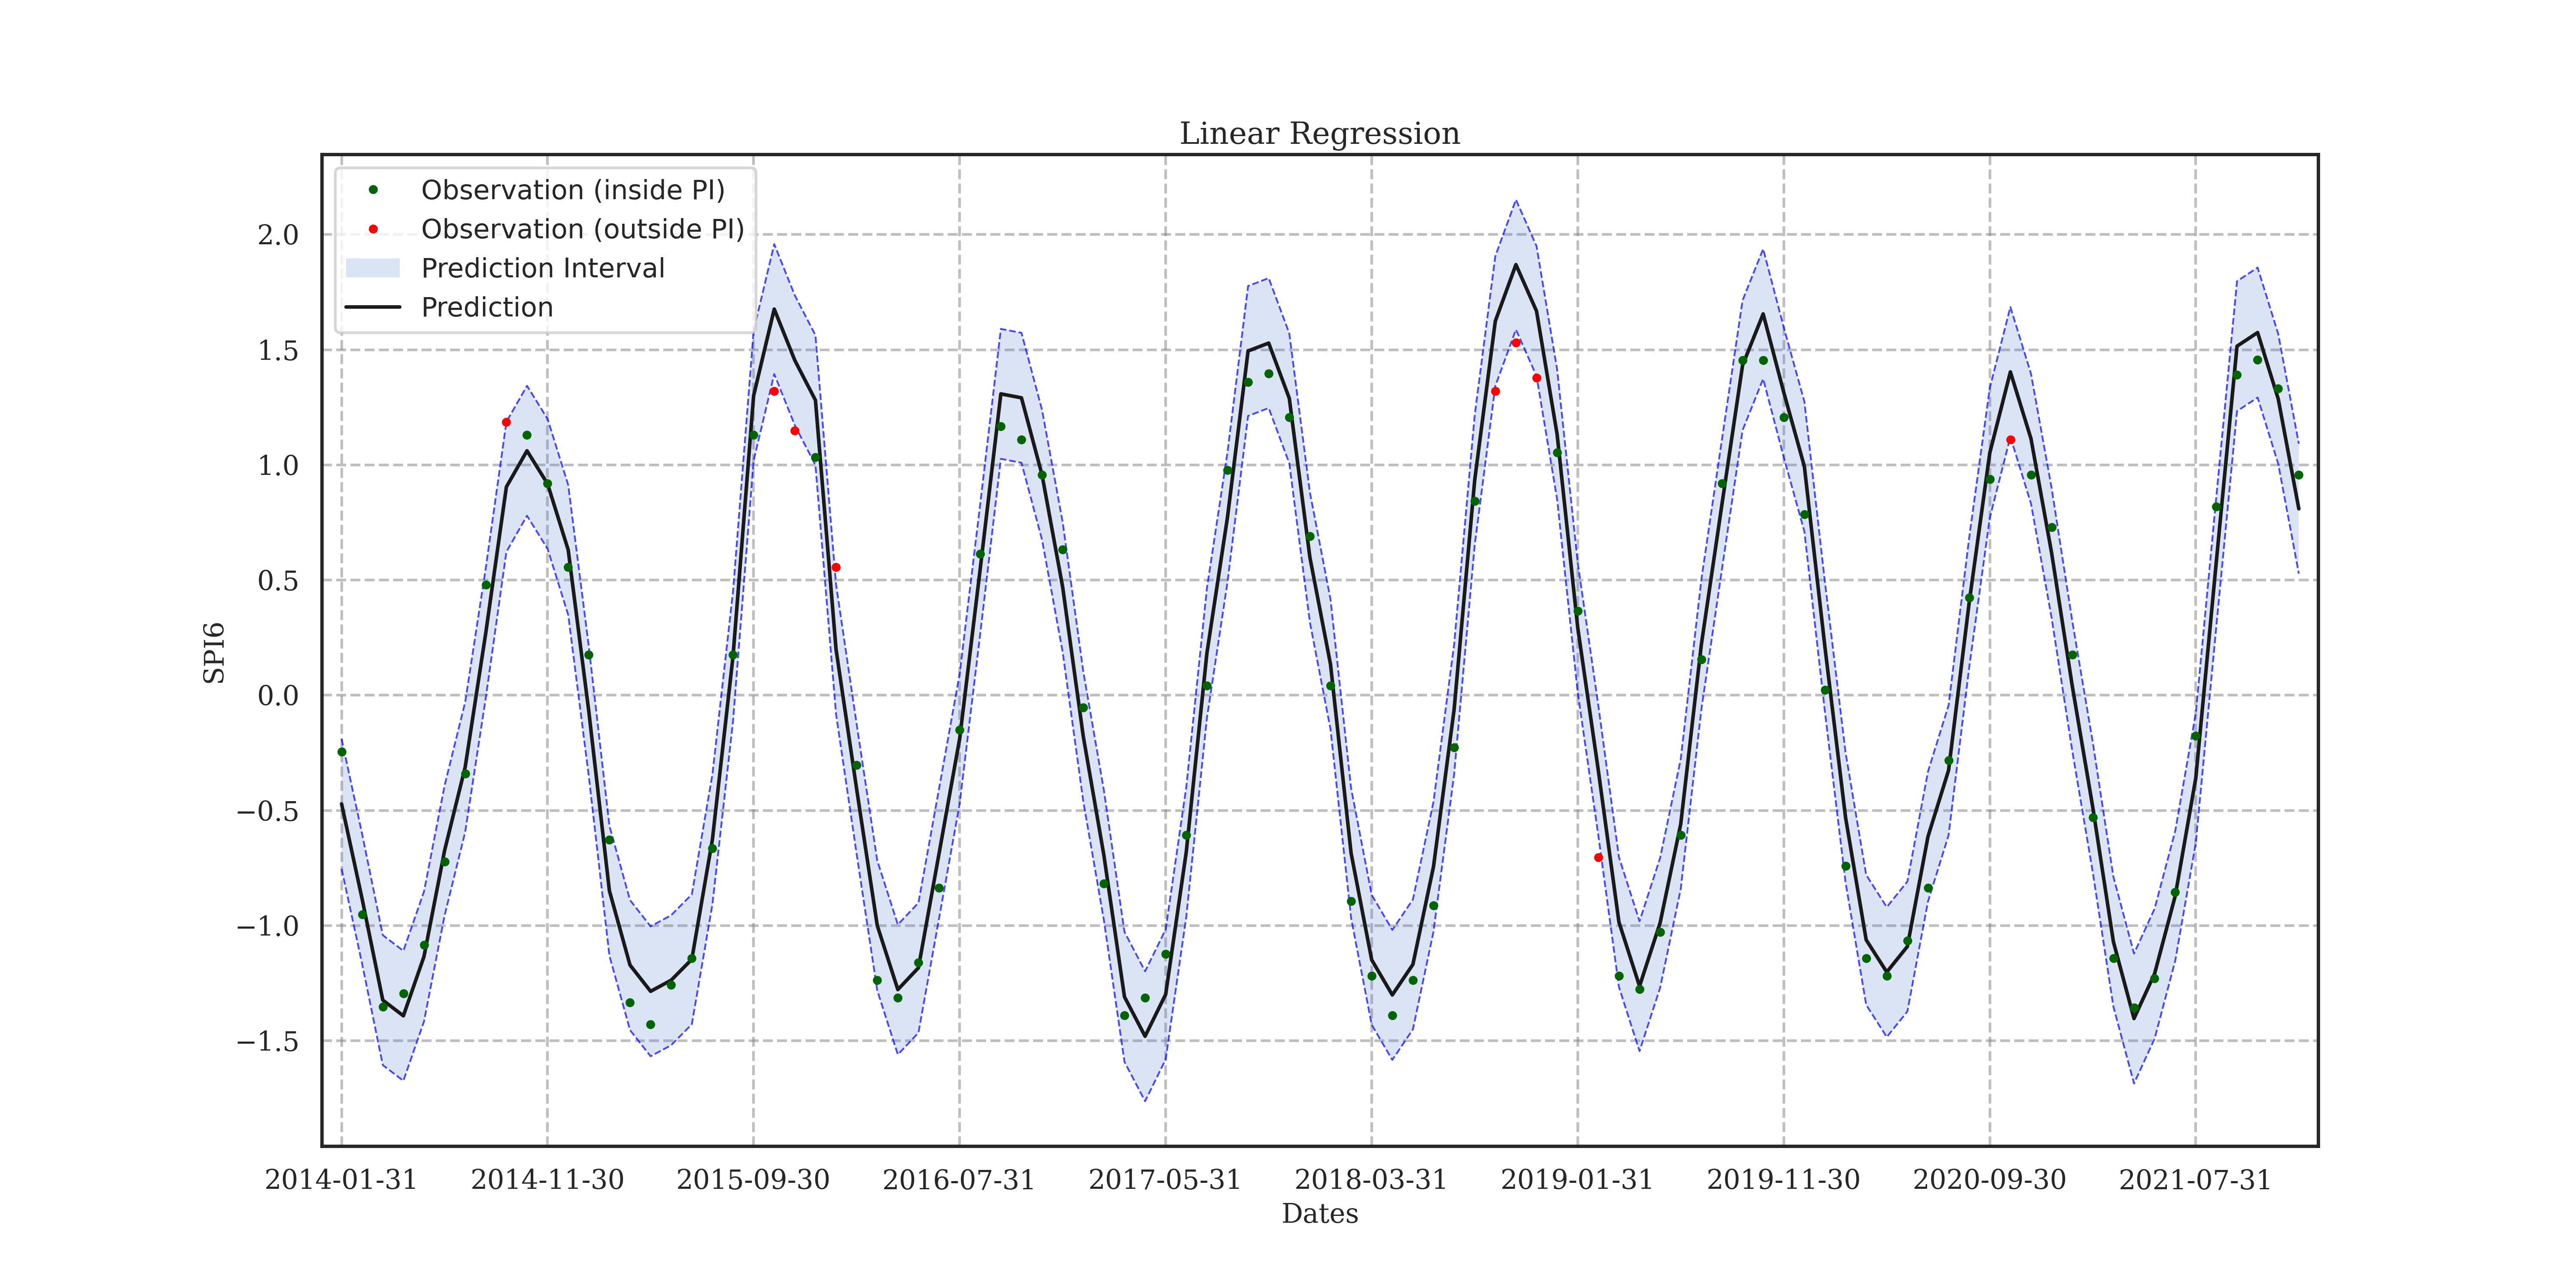 Linear Regression
Observation (inside PI)
Observation (outside PI)
Prediction Interval
Prediction
2.0
1.5
1.0
0.5
0.0
−0.5
−1.0
−1.5
SPI6
2014-01-31 2014-11-30 2015-09-30 2016-07-31 2017-05-31 2018-03-31 2019-01-31 2019-11-30 2020-09-30 2021-07-31
Dates